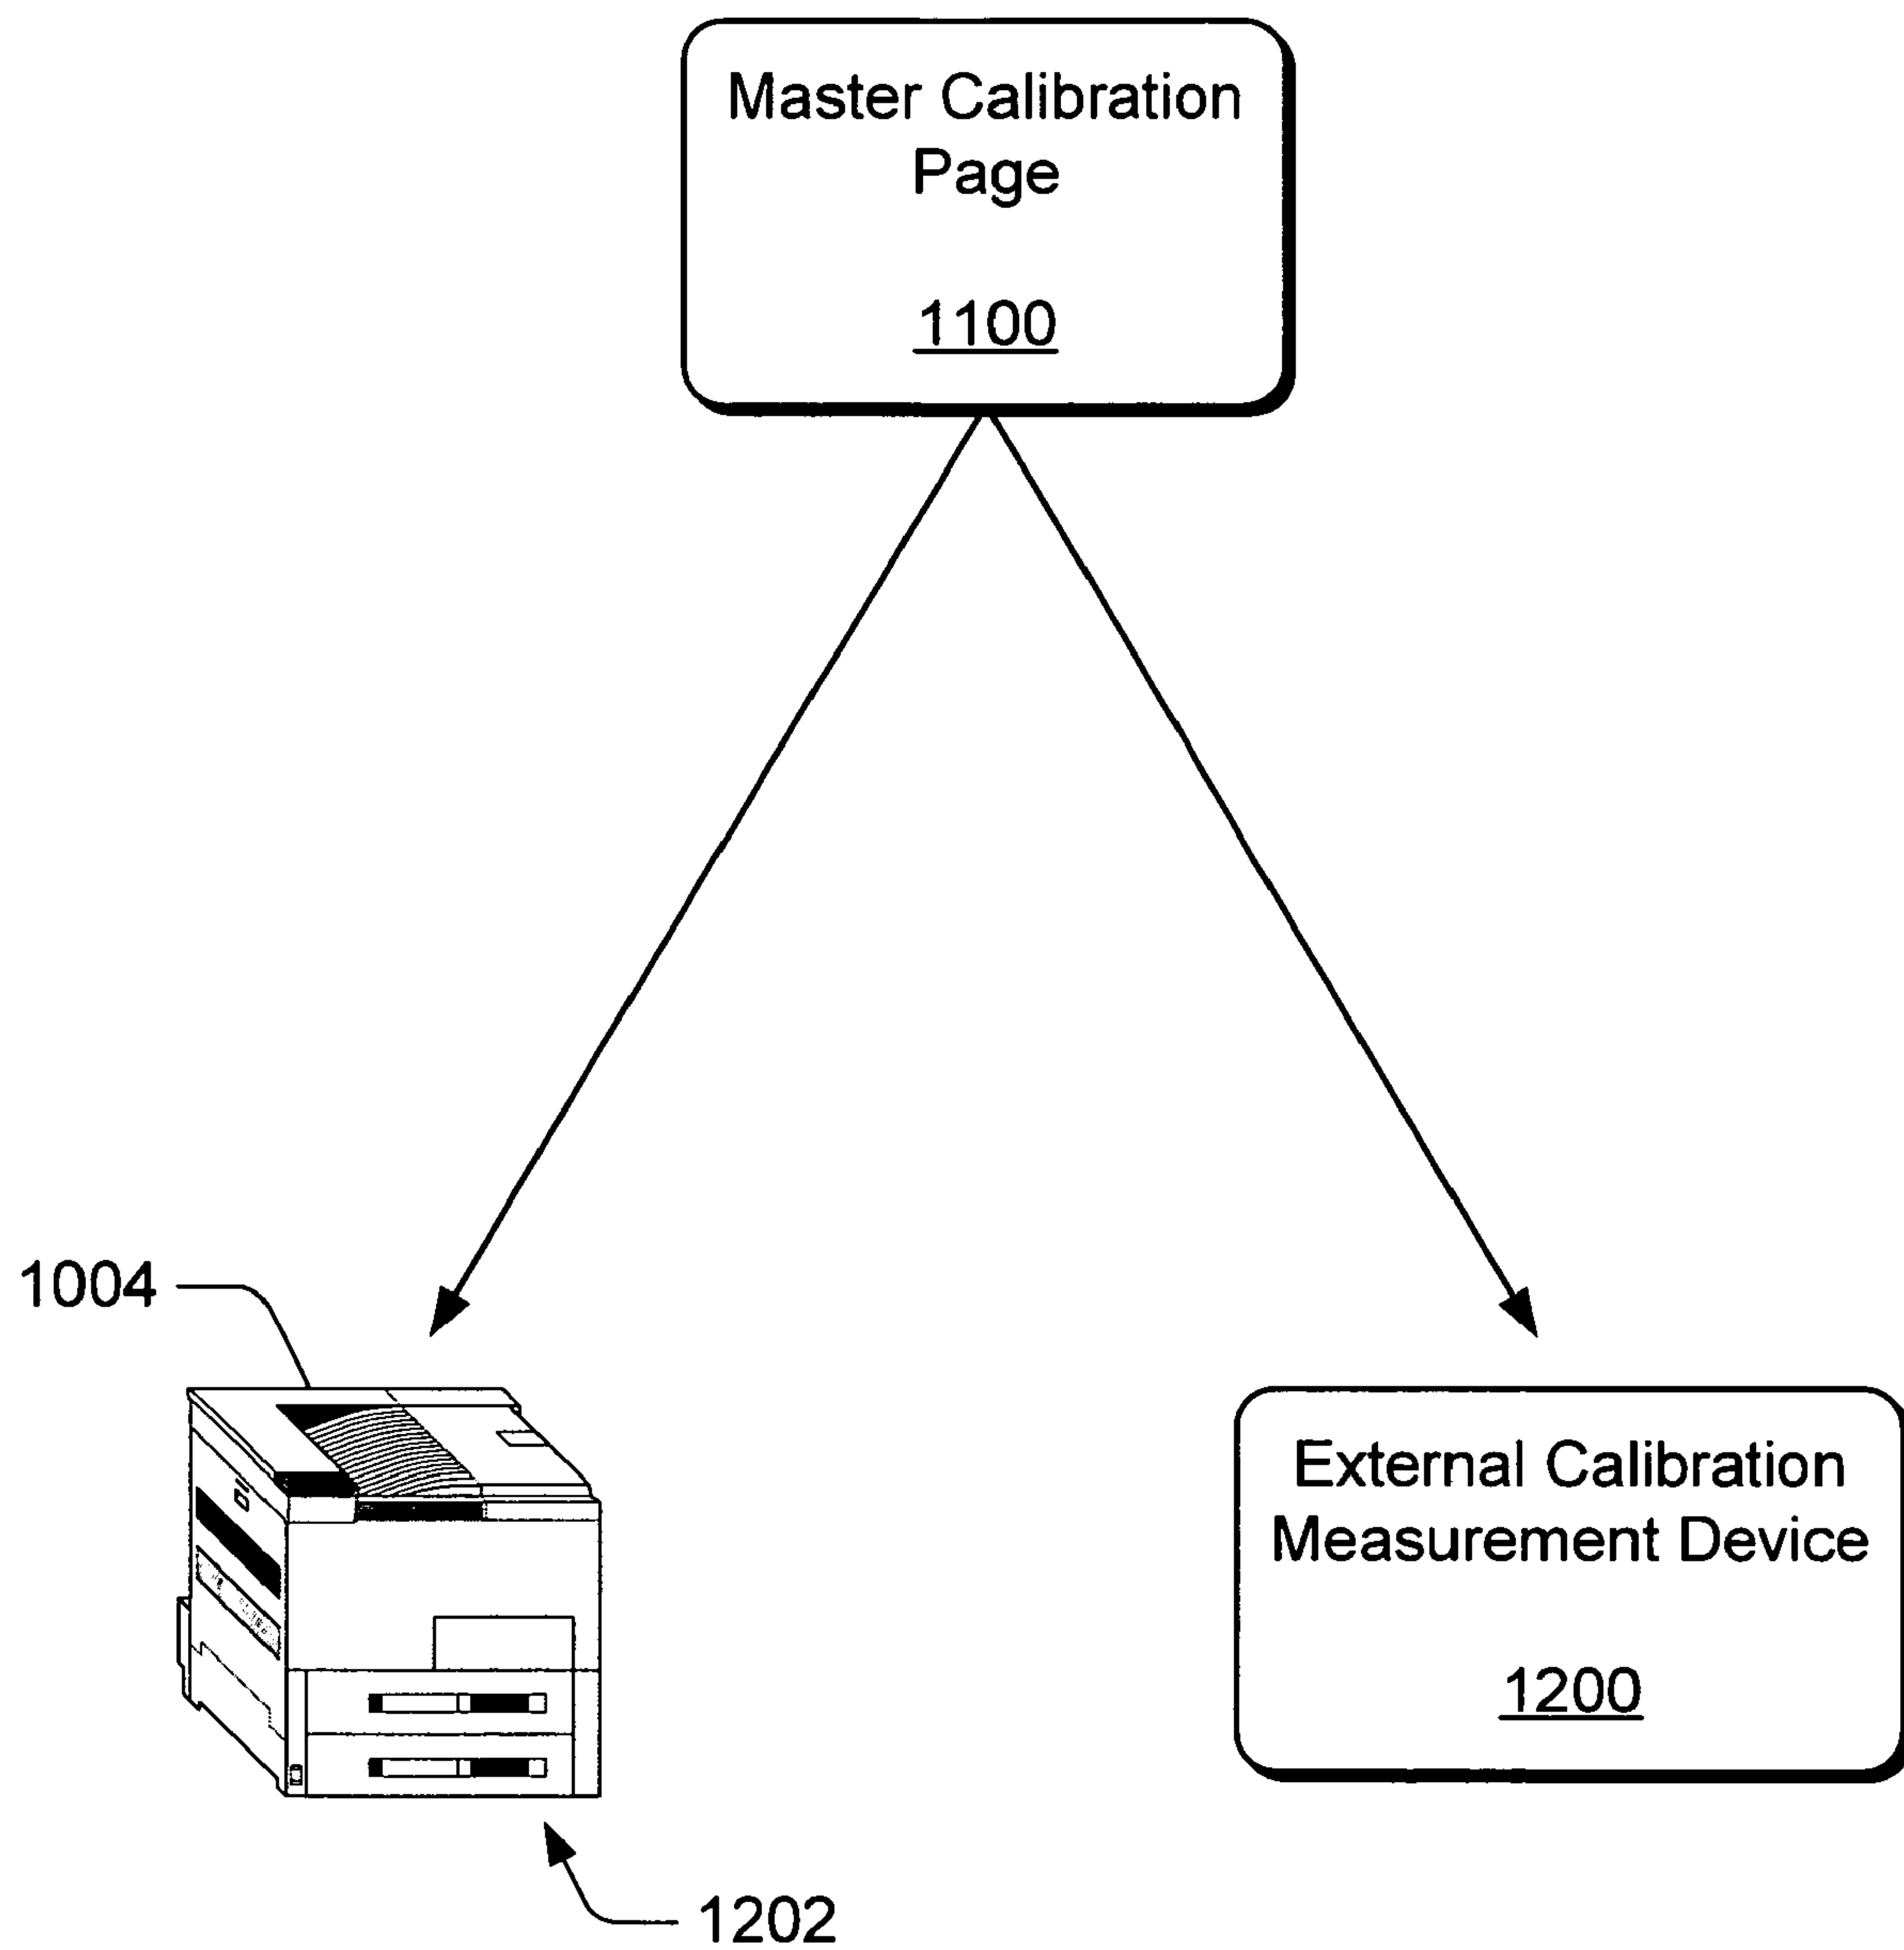 Master Calibration
Page
1100
1004
External Calibration
Measurement Device
1200
1202